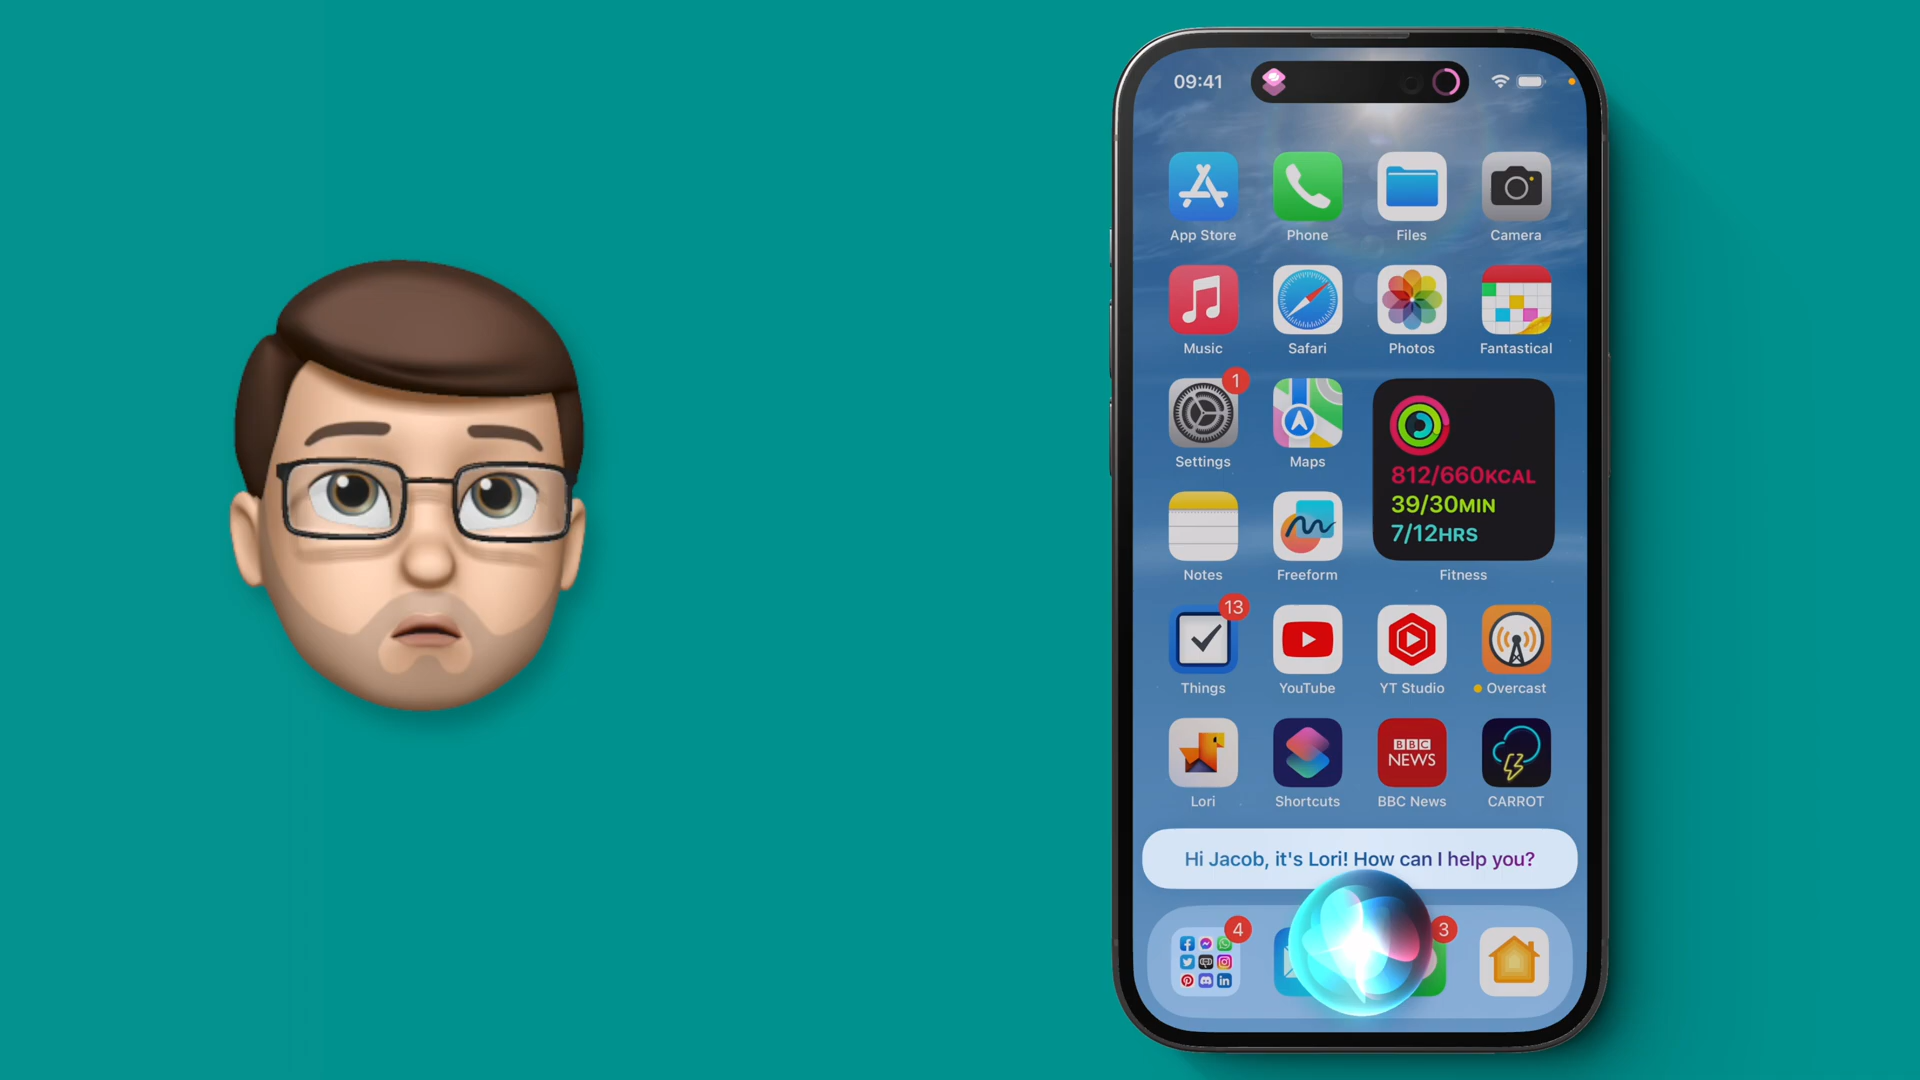 09:41
App Store
Phone
Files
Camera
Music
Safari
Photos
Fantastical
1
Settings
Maps
812/660KCAL
39/30MIN
7/12HRS
Notes
Freeform
Fitness
13
Things
YouTube
YT Studio
Overcast
BBC
NEWS
Lori
Shortcuts
BBC News
CARROT
Hi Jacob, it's Lori! How can I help you?
4
3